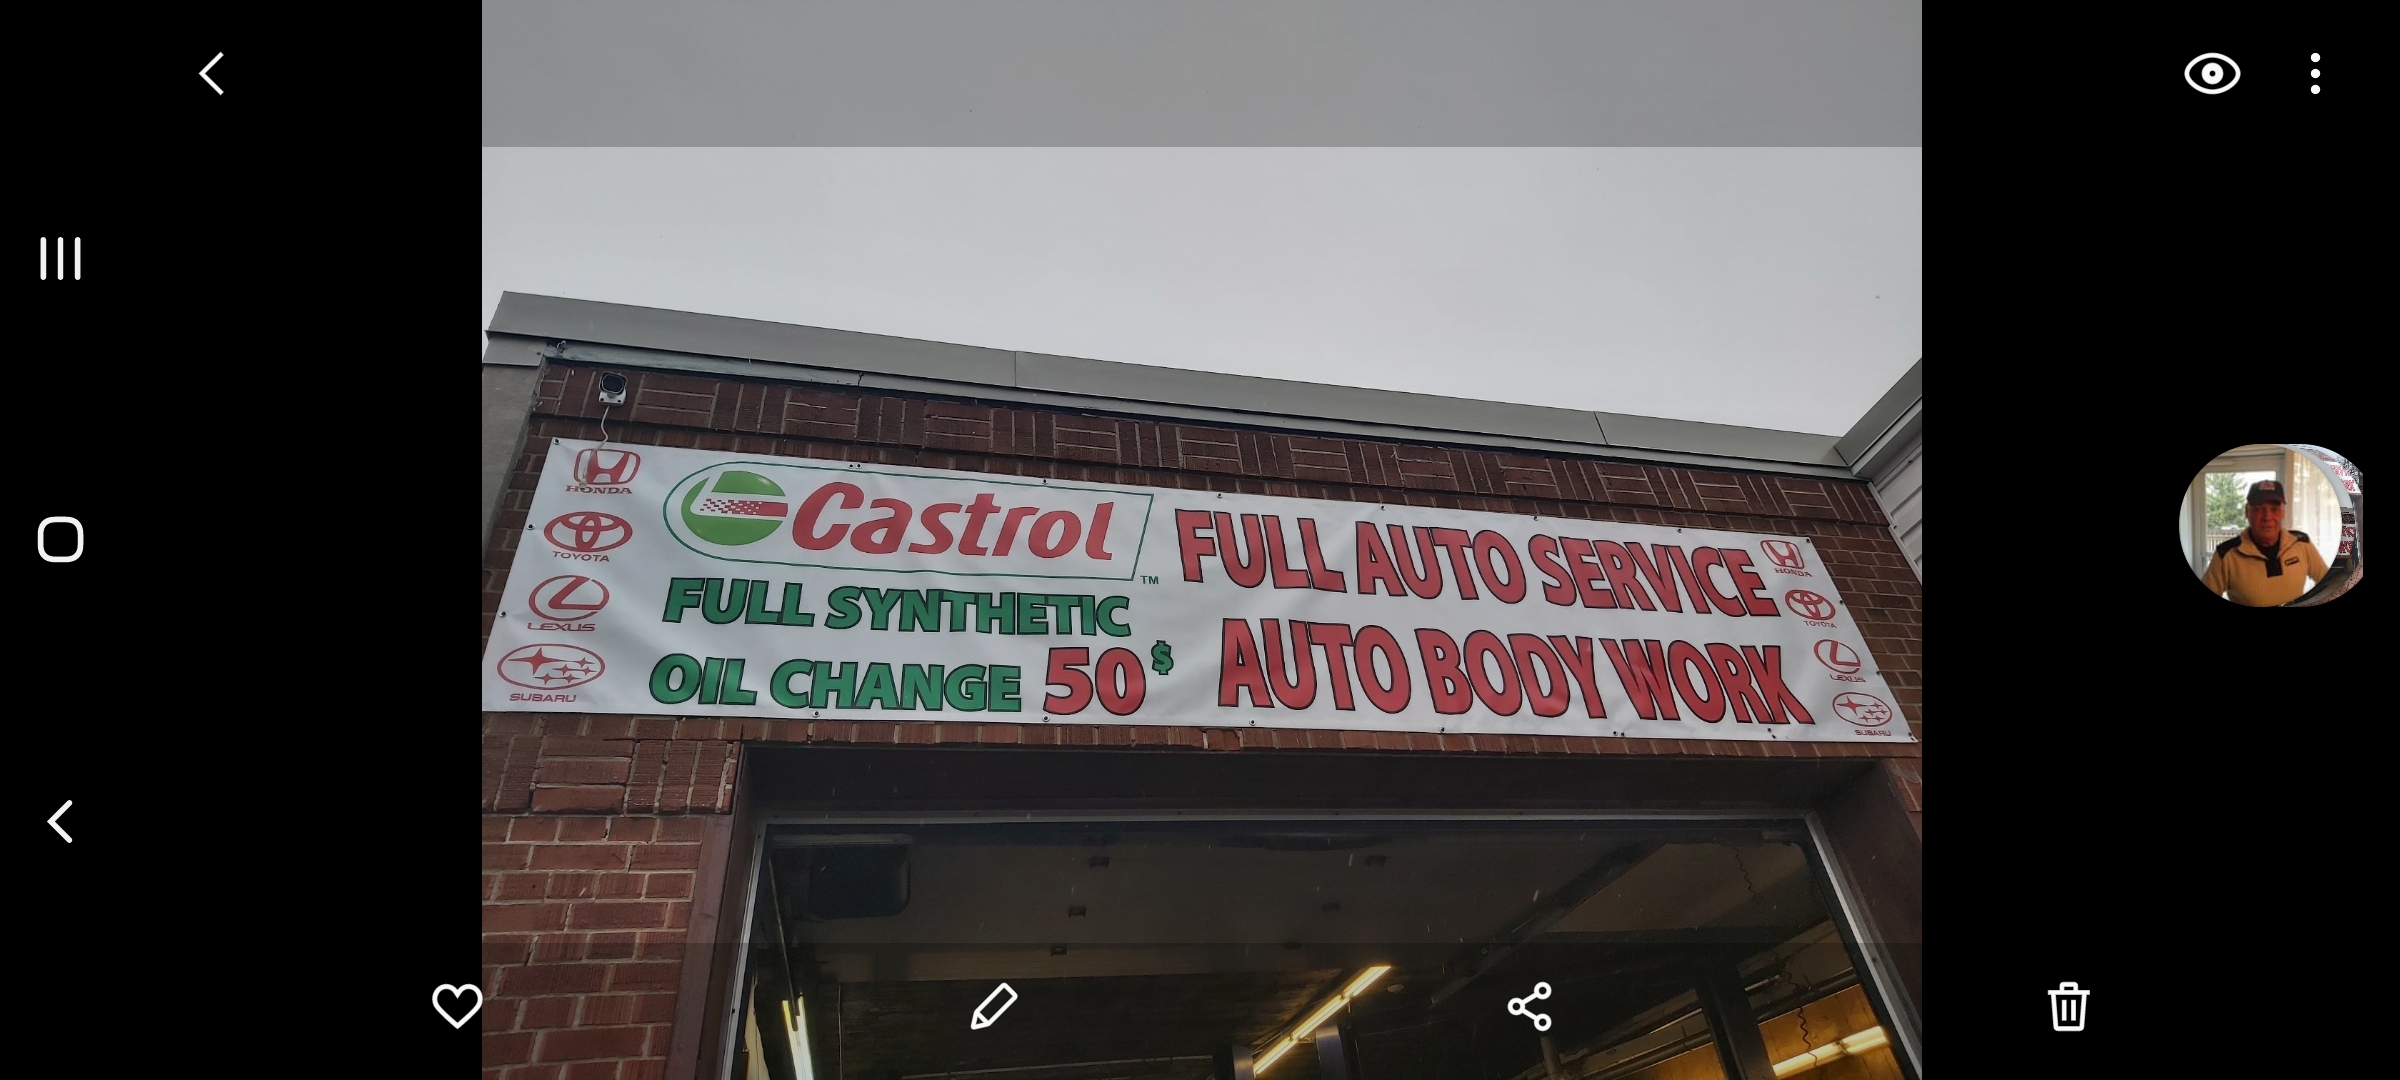 HONDA
TOYOTA
LEXUS
SUBARU
Castrol™
FULL SYNTHETIC
OIL CHANGE 50$
FULL AUTO SERVICE
AUTO BODY WORK
HONDA
TOYOTA
LEXUS
SUBARU